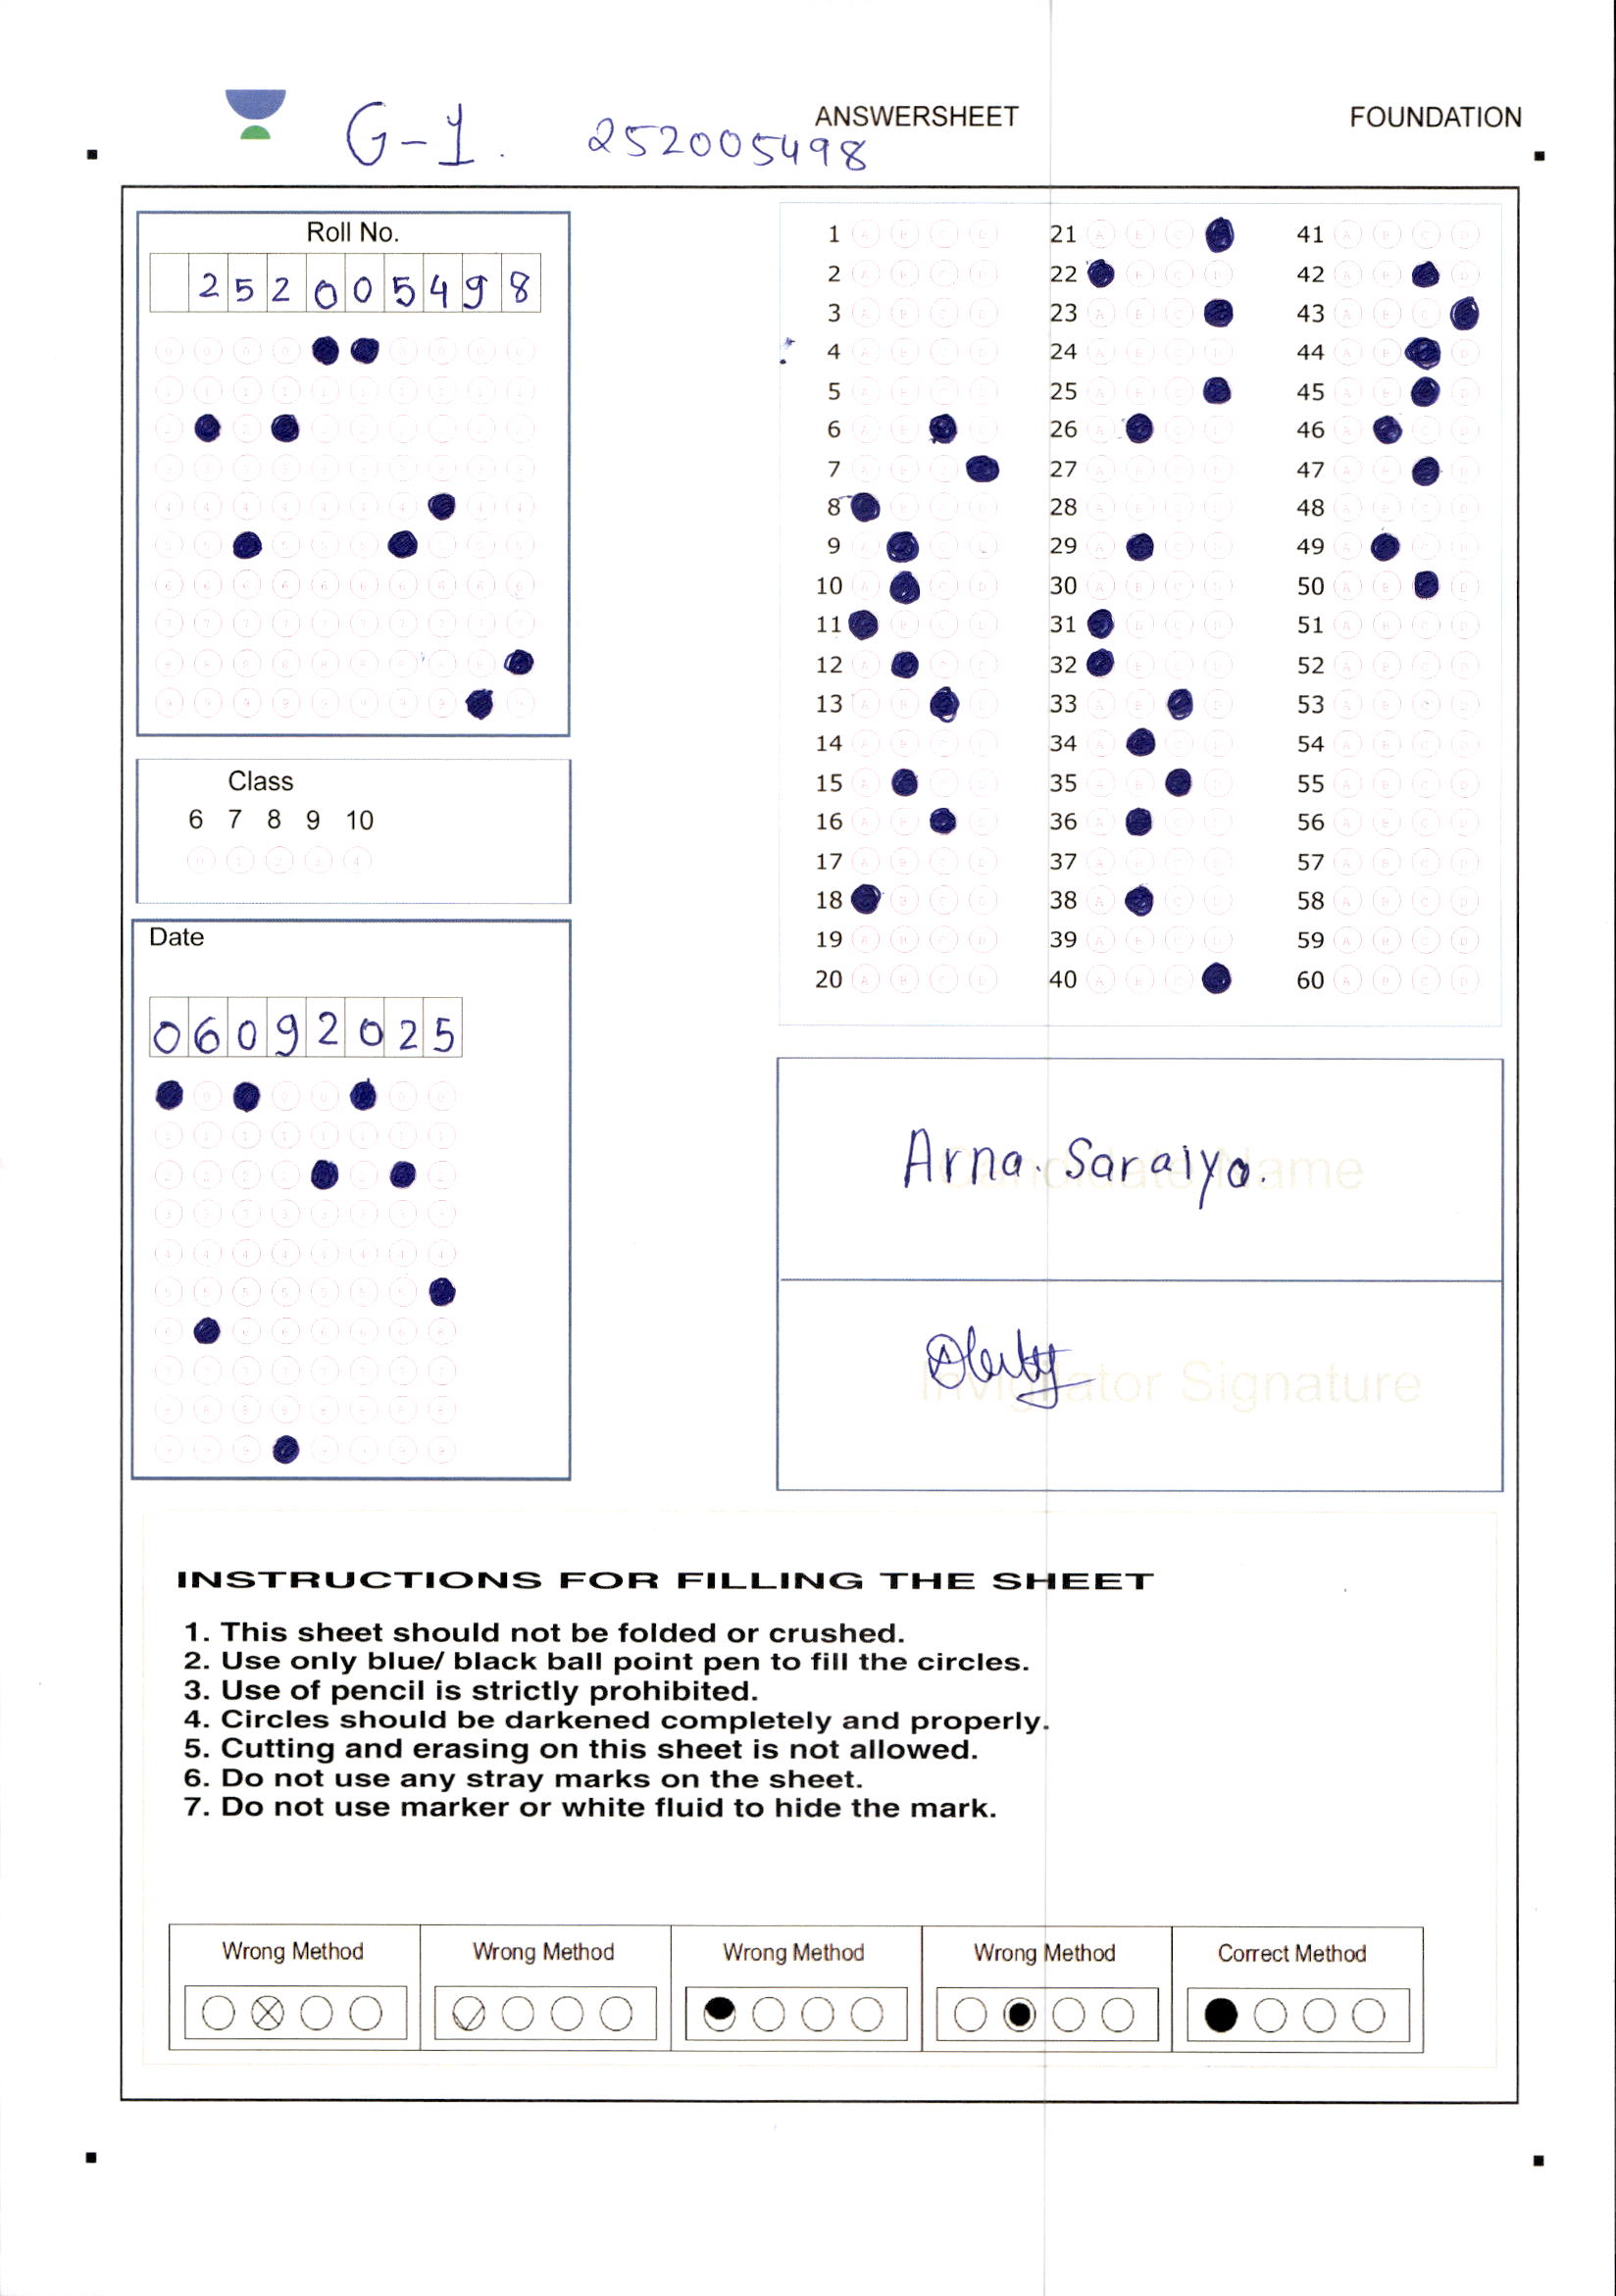 G-1. 252005498
ANSWERSHEET
FOUNDATION
Roll No.
2 5 2 0 0 5 4 9 8
Class
6 7 8 9 10
Date
0 6 0 9 2 0 2 5
1 A B C D
2 A B C D
3 A B C D
4 A B C D
5 A B C D
6
7
8
9
10
11
12
13
14
15
16
17
18
19
20
21
22
23
24
25
26
27
28
29
30
31
32
33
34
35
36
37
38
39
40
41
42
43
44
45
46
47
48
49
50
51
52
53
54
55
56
57
58
59
60
Candidate Name
Arna. Saraiya.
Invigilator Signature
INSTRUCTIONS FOR FILLING THE SHEET
1. This sheet should not be folded or crushed.
2. Use only blue/ black ball point pen to fill the circles.
3. Use of pencil is strictly prohibited.
4. Circles should be darkened completely and properly.
5. Cutting and erasing on this sheet is not allowed.
6. Do not use any stray marks on the sheet.
7. Do not use marker or white fluid to hide the mark.
Wrong Method
Wrong Method
Wrong Method
Wrong Method
Correct Method